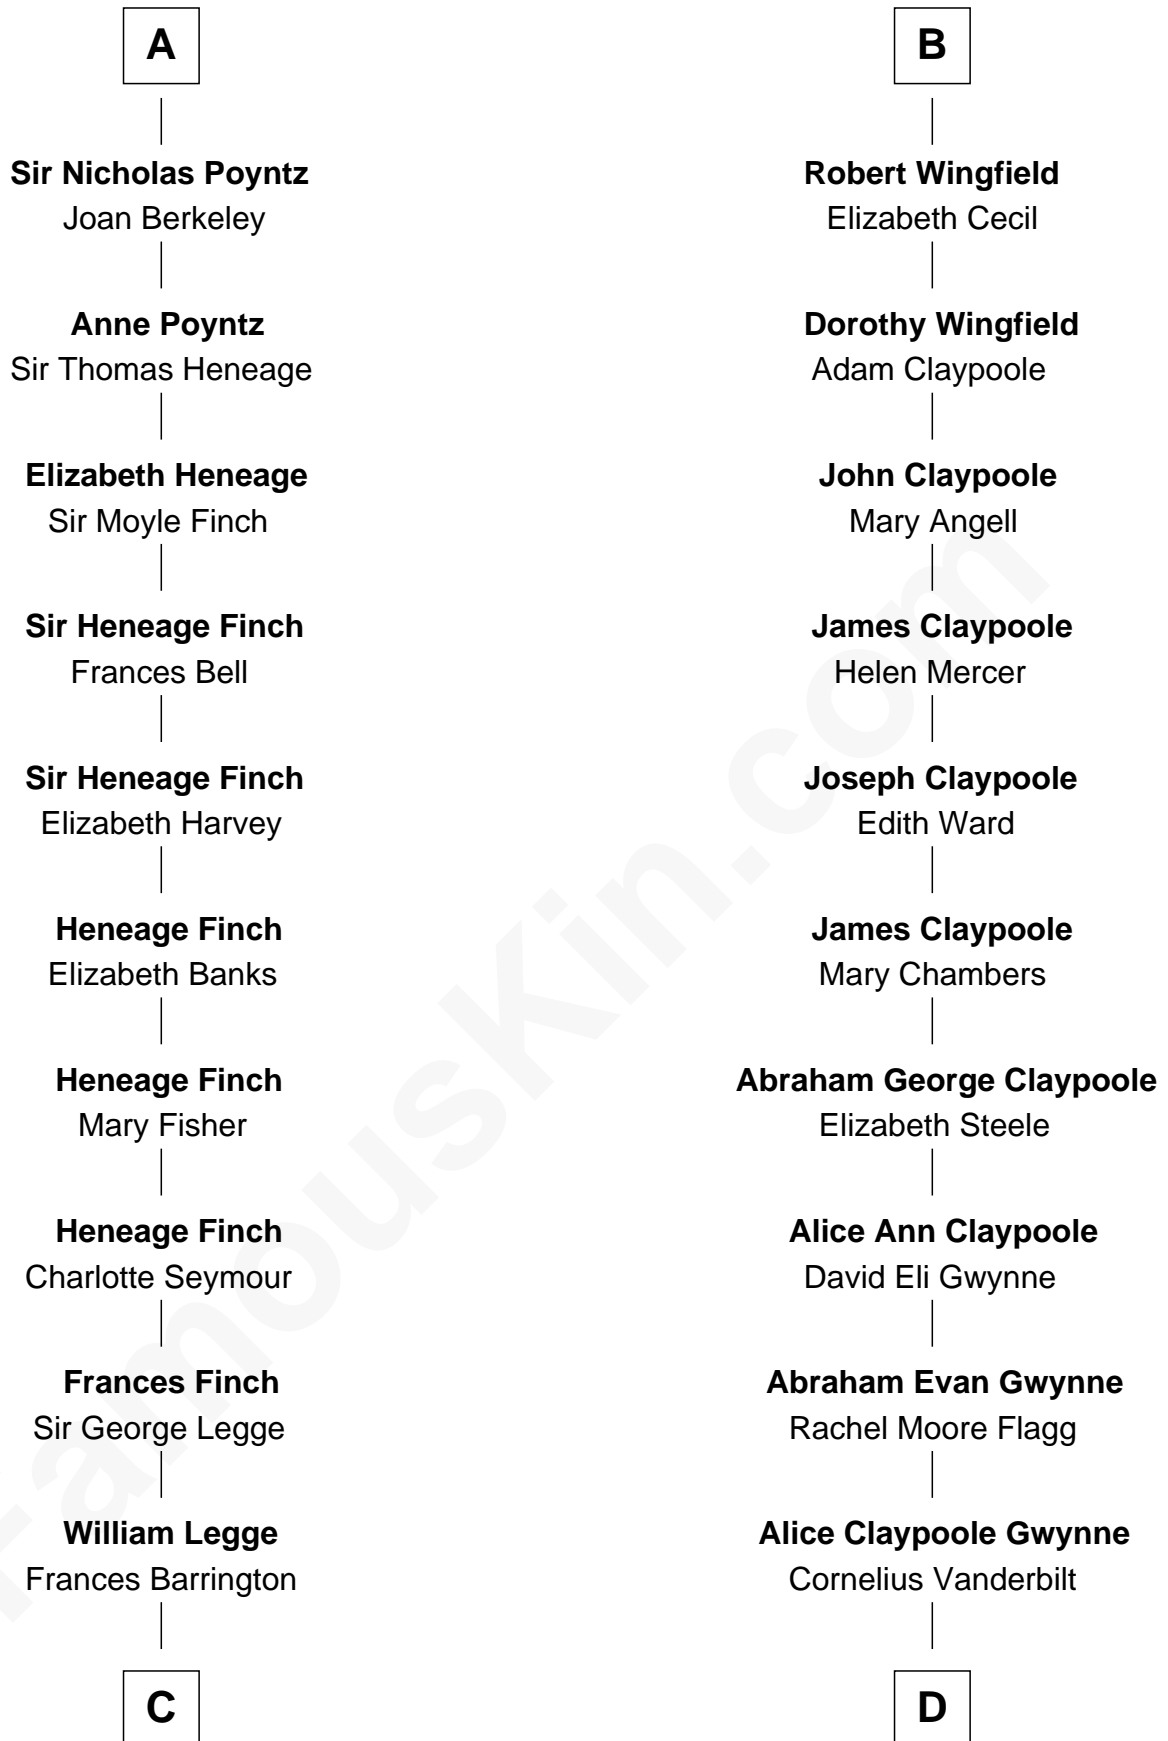 A
Sir Nicholas Poyntz
Joan Berkeley
Anne Poyntz
Sir Thomas Heneage
Elizabeth Heneage
Sir Moyle Finch
Sir Heneage Finch
Frances Bell
Sir Heneage Finch
Elizabeth Harvey
Heneage Finch
Elizabeth Banks
Heneage Finch
Mary Fisher
Heneage Finch
Charlotte Seymour
Frances Finch
Sir George Legge
William Legge
Frances Barrington
C
B
Robert Wingfield
Elizabeth Cecil
Dorothy Wingfield
Adam Claypoole
John Claypoole
Mary Angell
James Claypoole
Helen Mercer
Joseph Claypoole
Edith Ward
James Claypoole
Mary Chambers
Abraham George Claypoole
Elizabeth Steele
Alice Ann Claypoole
David Eli Gwynne
Abraham Evan Gwynne
Rachel Moore Flagg
Alice Claypoole Gwynne
Cornelius Vanderbilt
D
FamousKin.com